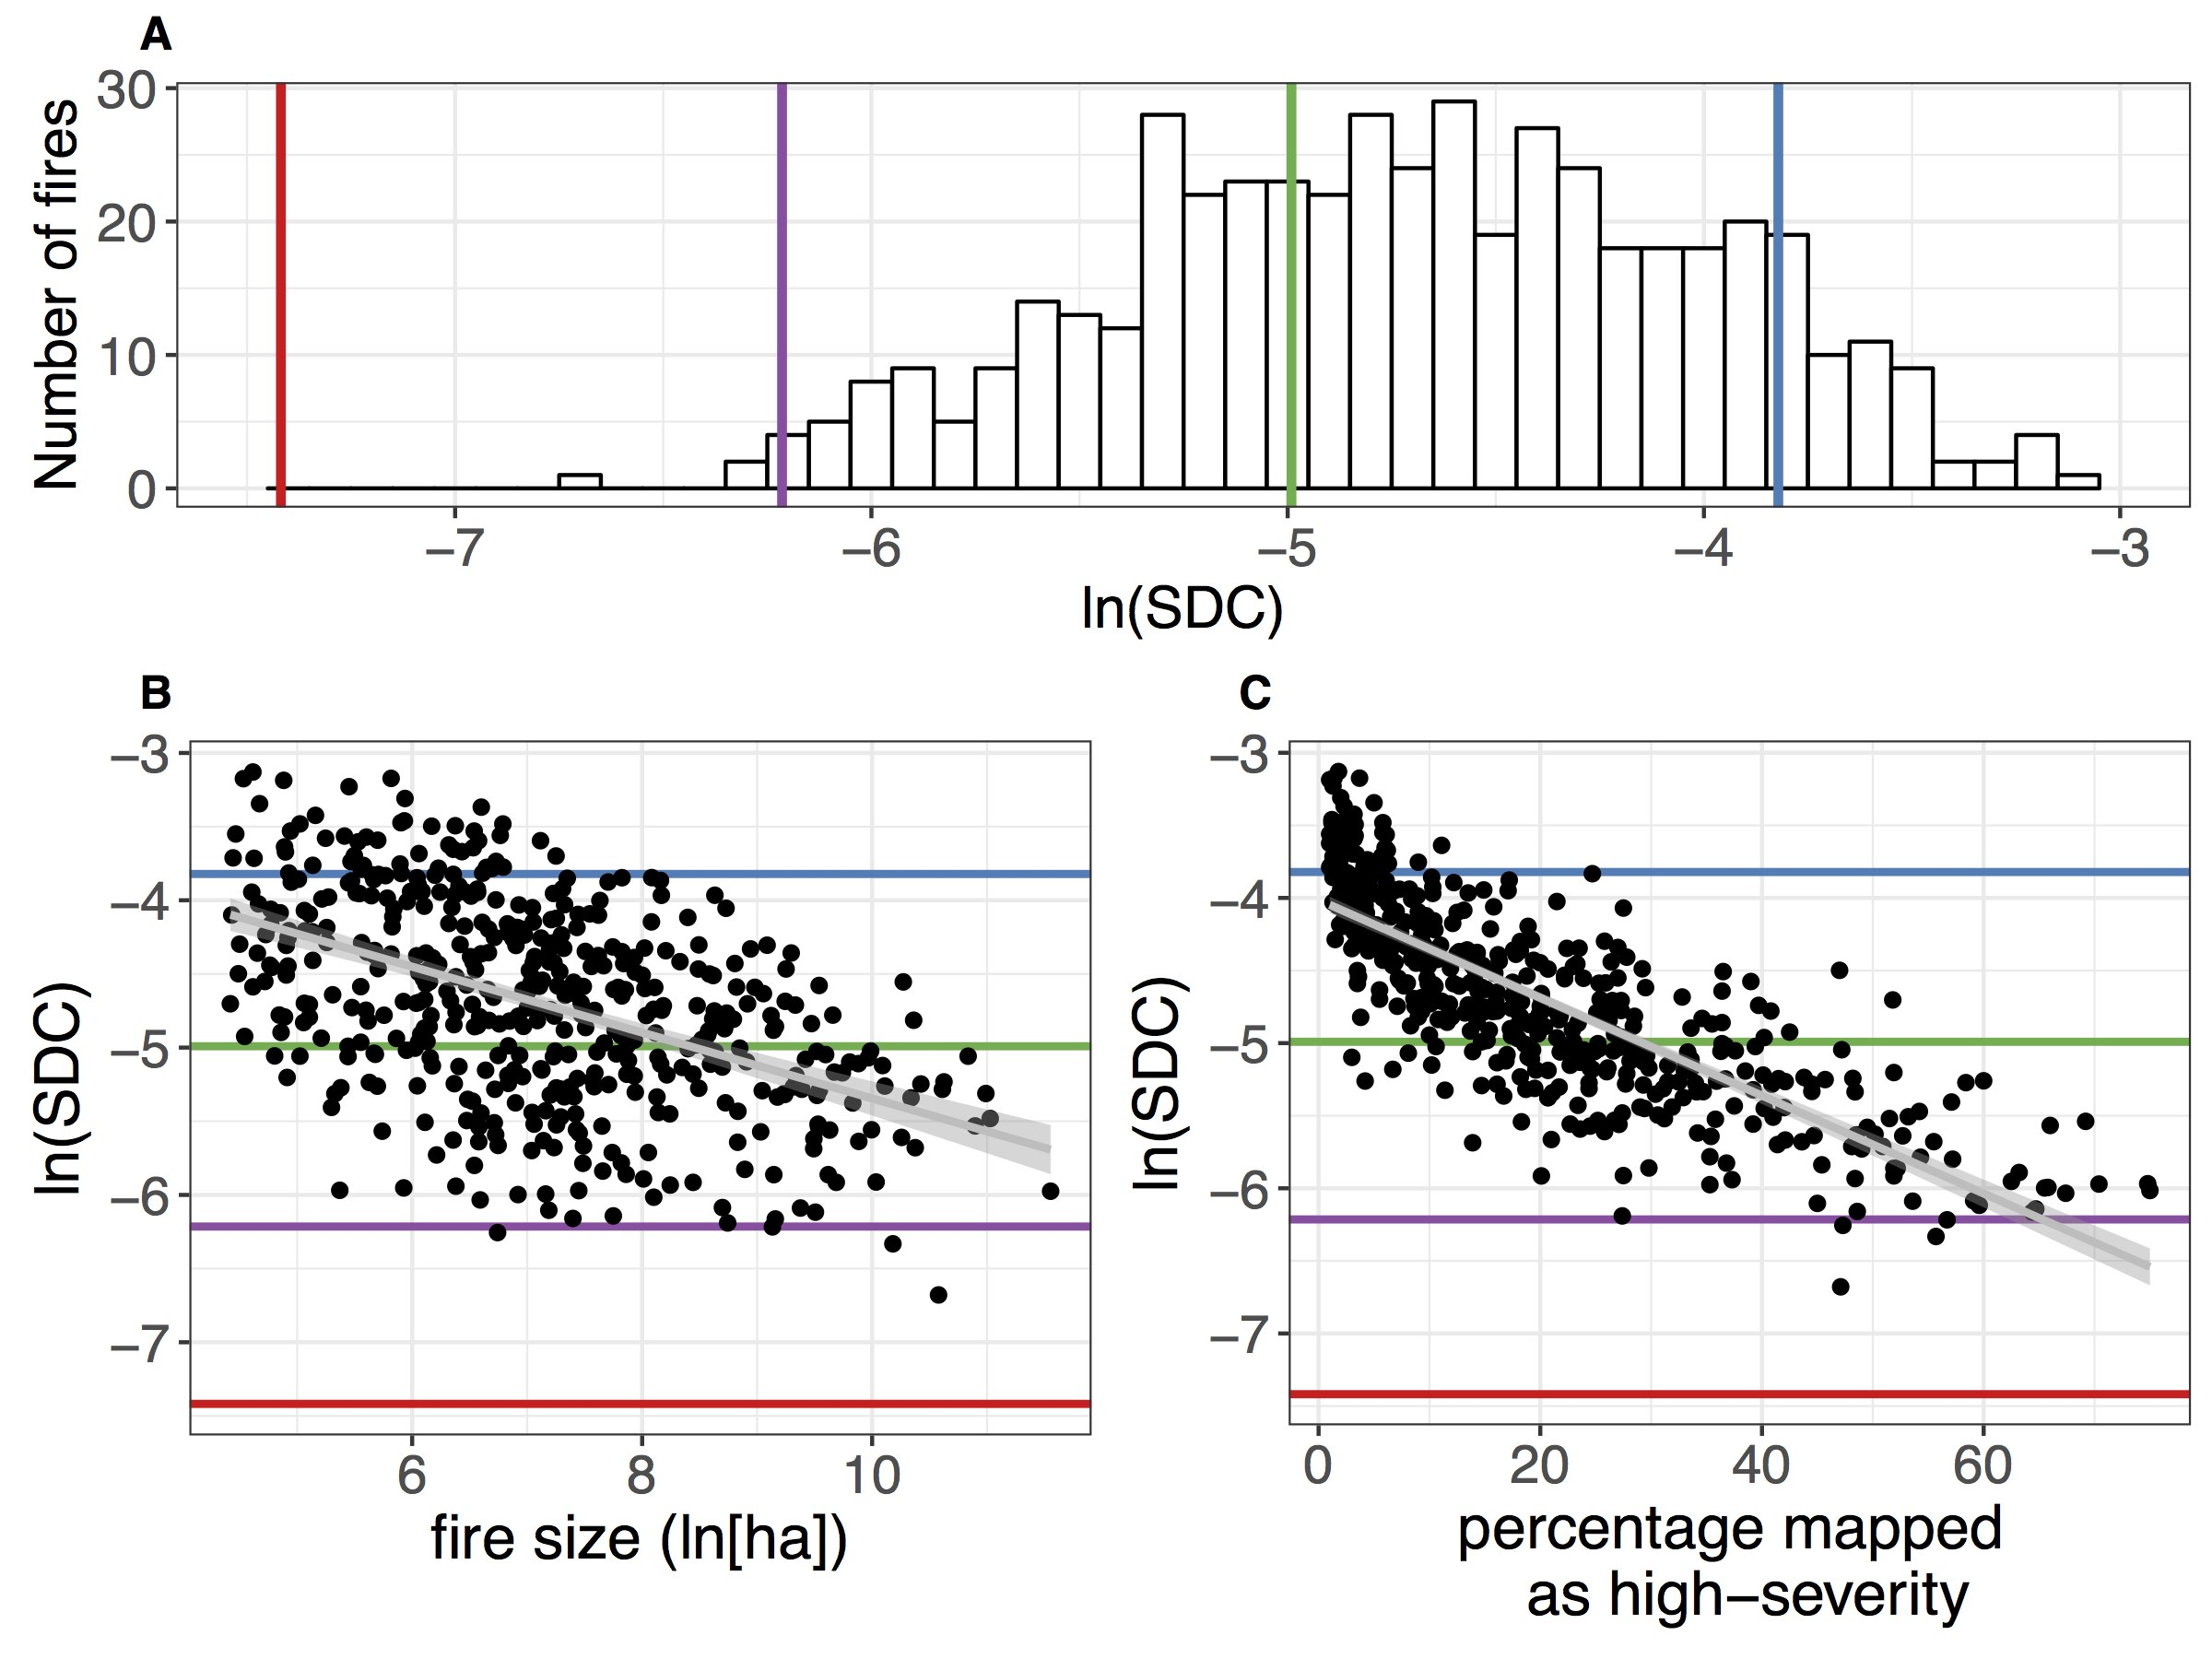 A
Number of fires
30
20
10
0
−7 −6 −5 −4 −3
ln(SDC)
B
ln(SDC)
−3
−4
−5
−6
−7
6 8 10
fire size (ln[ha])
C
ln(SDC)
−3
−4
−5
−6
−7
0 20 40 60
percentage mapped
as high−severity